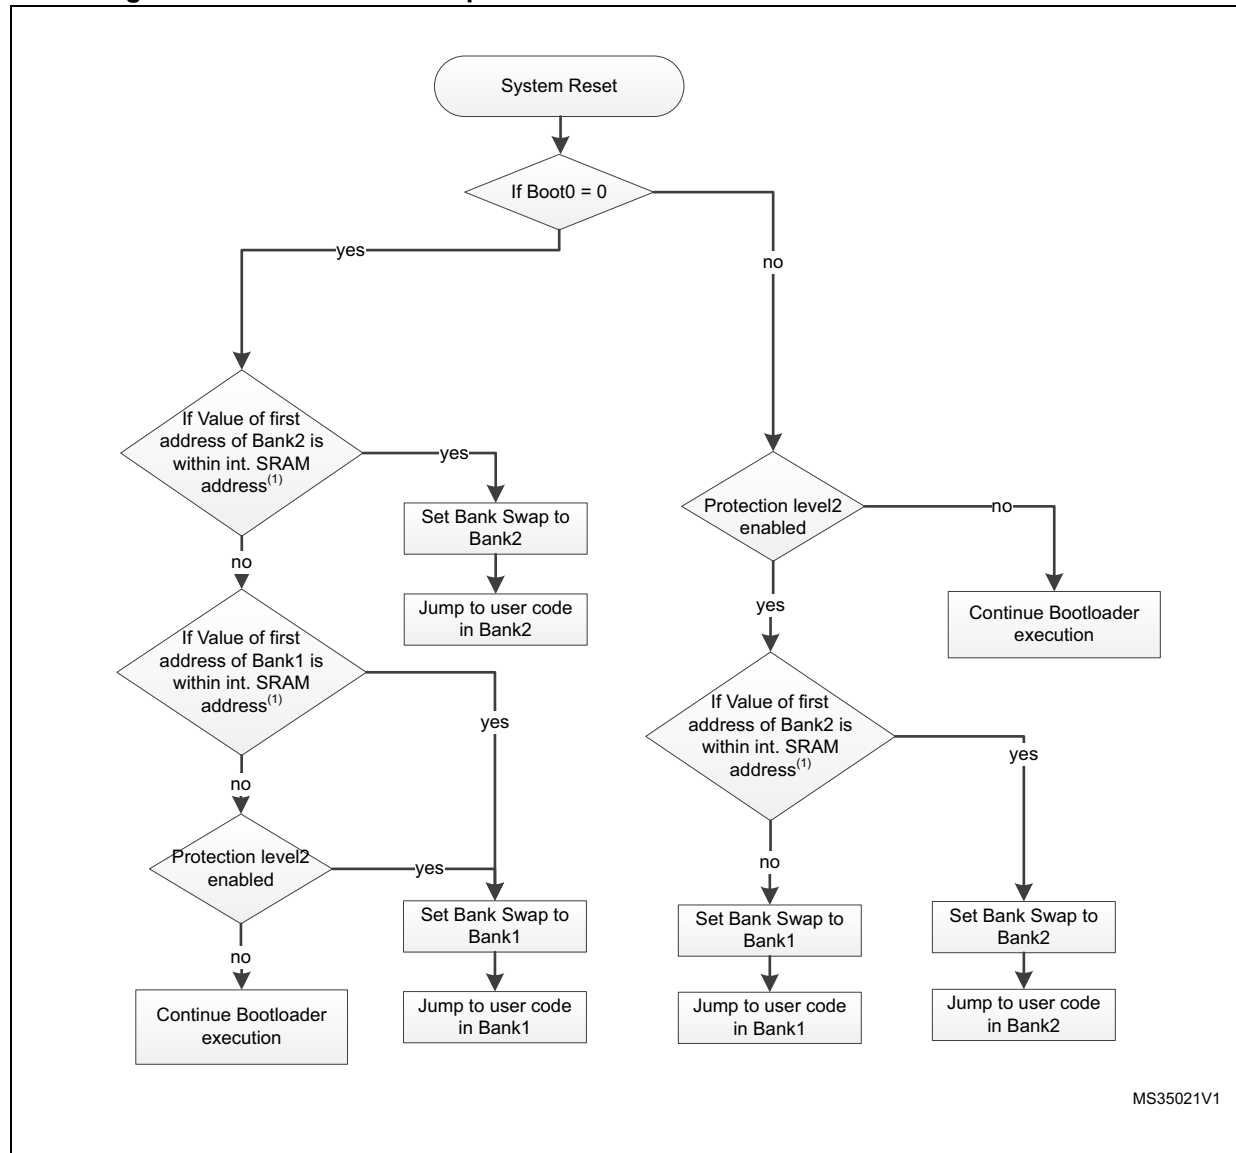 System Reset
If Boot0 = 0
yes
no
If Value of first
address of Bank2 is
within int. SRAM
address(1)
yes
Set Bank Swap to
Bank2
Jump to user code
in Bank2
no
If Value of first
address of Bank1 is
within int. SRAM
address(1)
yes
no
Protection level2
enabled
yes
Set Bank Swap to
Bank1
Jump to user code
in Bank1
no
Continue Bootloader
execution
Protection level2
enabled
no
Continue Bootloader
execution
yes
If Value of first
address of Bank2 is
within int. SRAM
address(1)
yes
no
Set Bank Swap to
Bank1
Jump to user code
in Bank1
Set Bank Swap to
Bank2
Jump to user code
in Bank2
MS35021V1